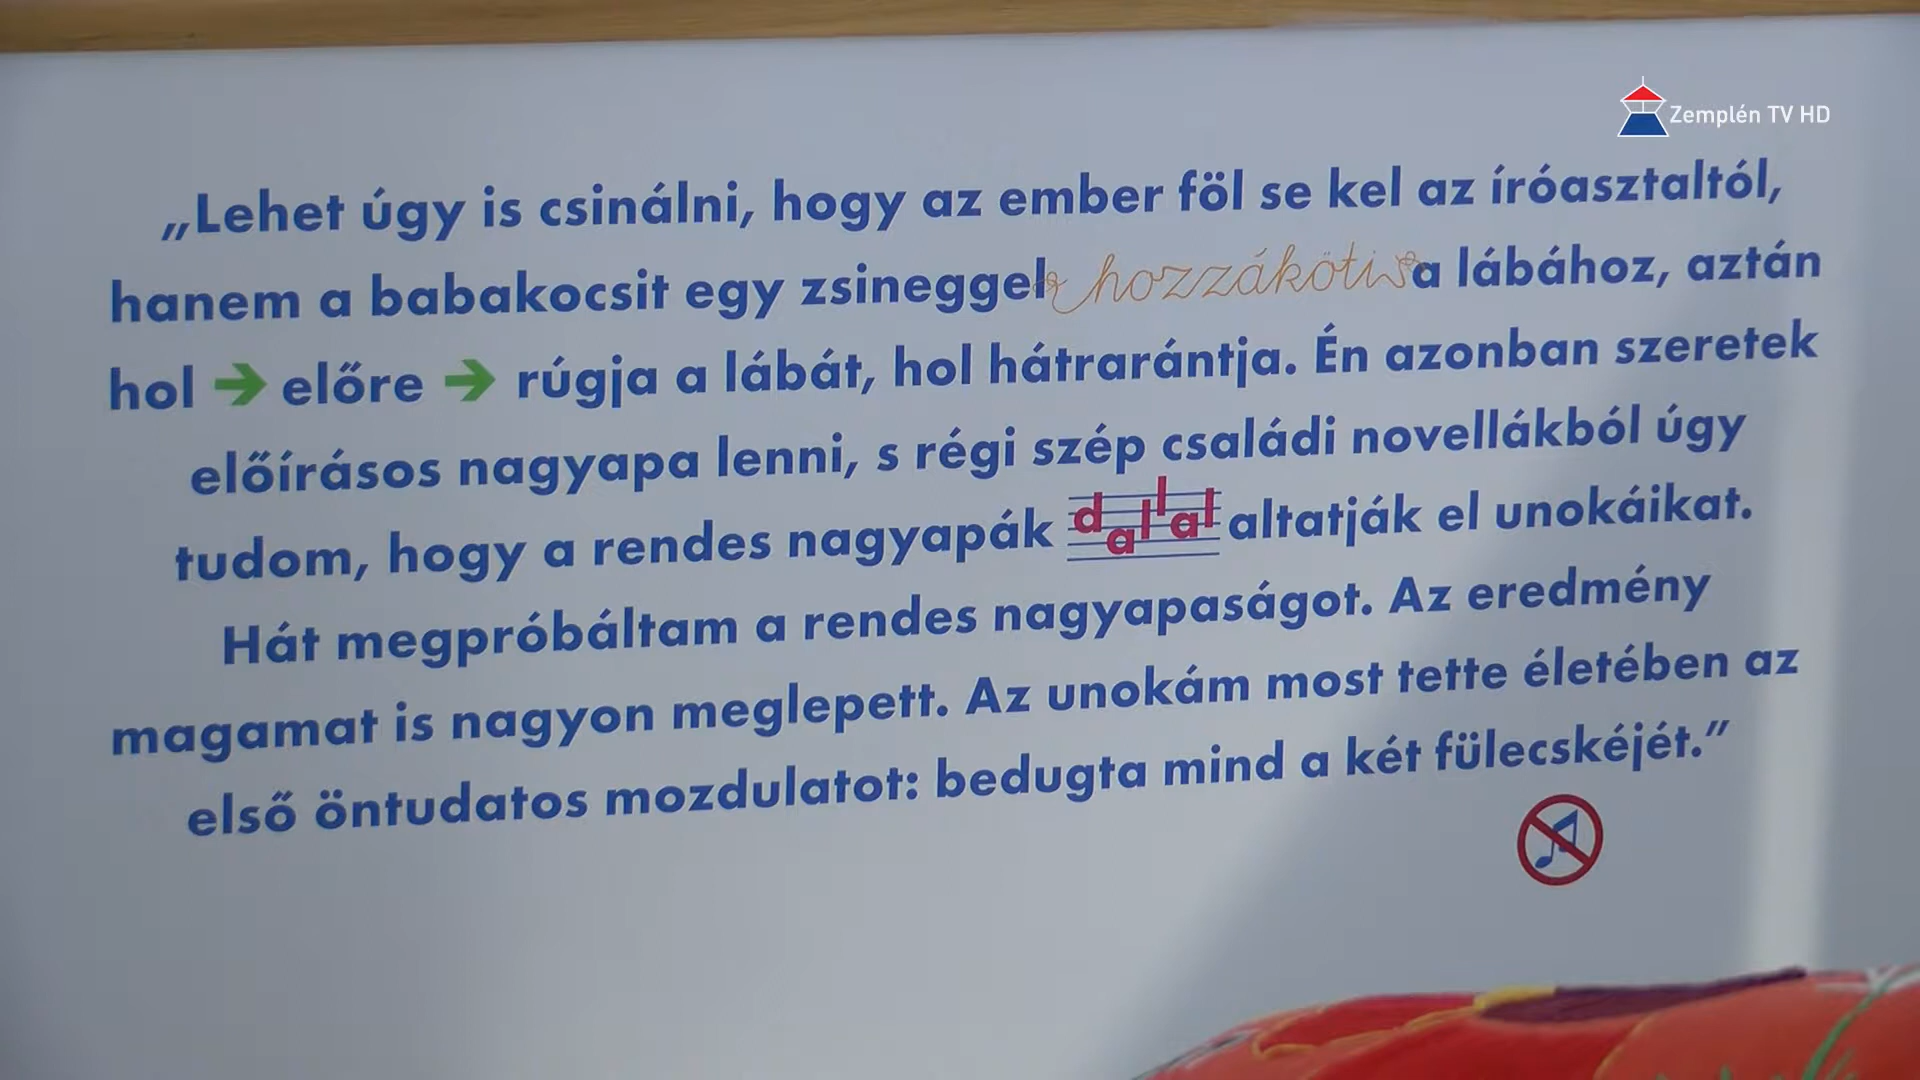 Zemplén TV HD
„Lehet úgy is csinálni, hogy az ember föl se kel az íróasztaltól,
hanem a babakocsit egy zsineggel hozzáköti a lábához, aztán
hol ➔ előre ➔ rúgja a lábát, hol hátrarántja. Én azonban szeretek
előírásos nagyapa lenni, s régi szép családi novellákból úgy
tudom, hogy a rendes nagyapák dallal altatják el unokáikat.
Hát megpróbáltam a rendes nagyapaságot. Az eredmény
magamat is nagyon meglepett. Az unokám most tette életében az
első öntudatos mozdulatot: bedugta mind a két fülecskéjét.”